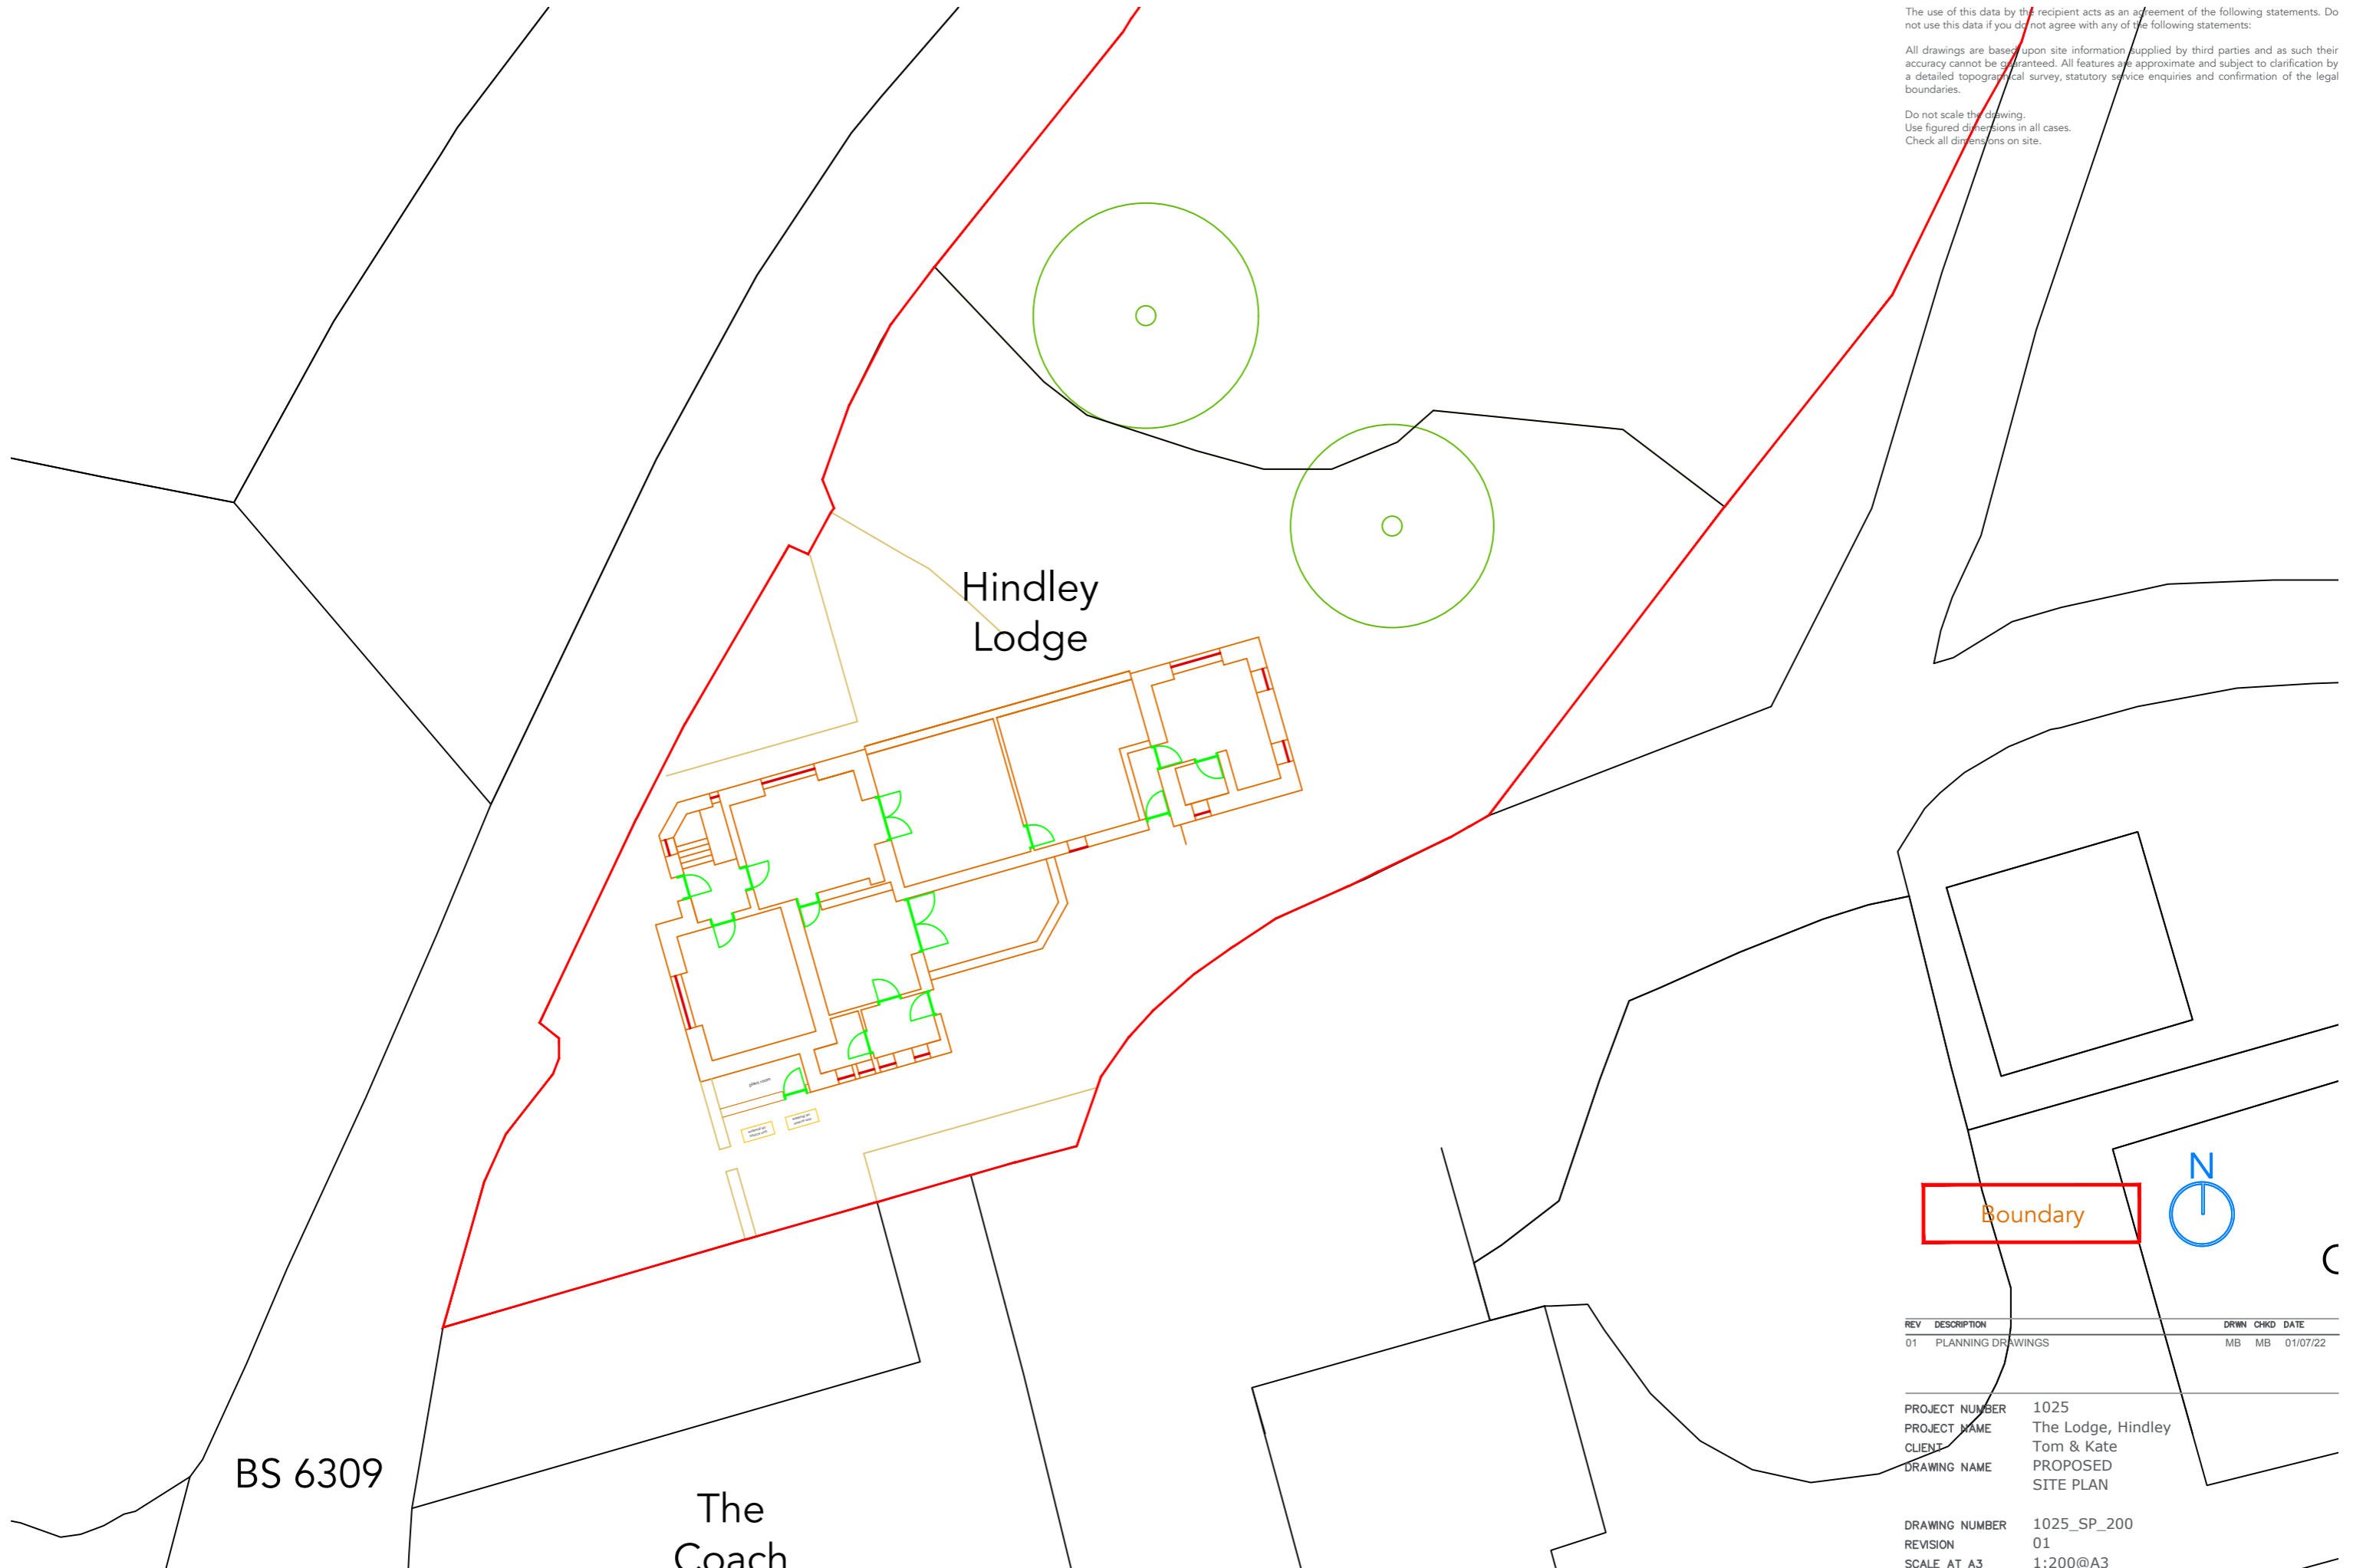 The use of this data by the recipient acts as an agreement of the following statements. Do
not use this data if you do not agree with any of the following statements:
All drawings are based upon site information supplied by third parties and as such their
accuracy cannot be guaranteed. All features are approximate and subject to clarification by
a detailed topographical survey, statutory service enquiries and confirmation of the legal
boundaries.
Do not scale the drawing.
Use figured dimensions in all cases.
Check all dimensions on site.
Hindley
Lodge
plant room
N
Boundary
REV DESCRIPTION DRWN CHKD DATE
01 PLANNING DRAWINGS MB MB 01/07/22
PROJECT NUMBER 1025
PROJECT NAME The Lodge, Hindley
CLIENT Tom & Kate
DRAWING NAME PROPOSED
SITE PLAN
DRAWING NUMBER 1025_SP_200
REVISION 01
SCALE AT A3 1:200@A3
BS 6309
The
Coach